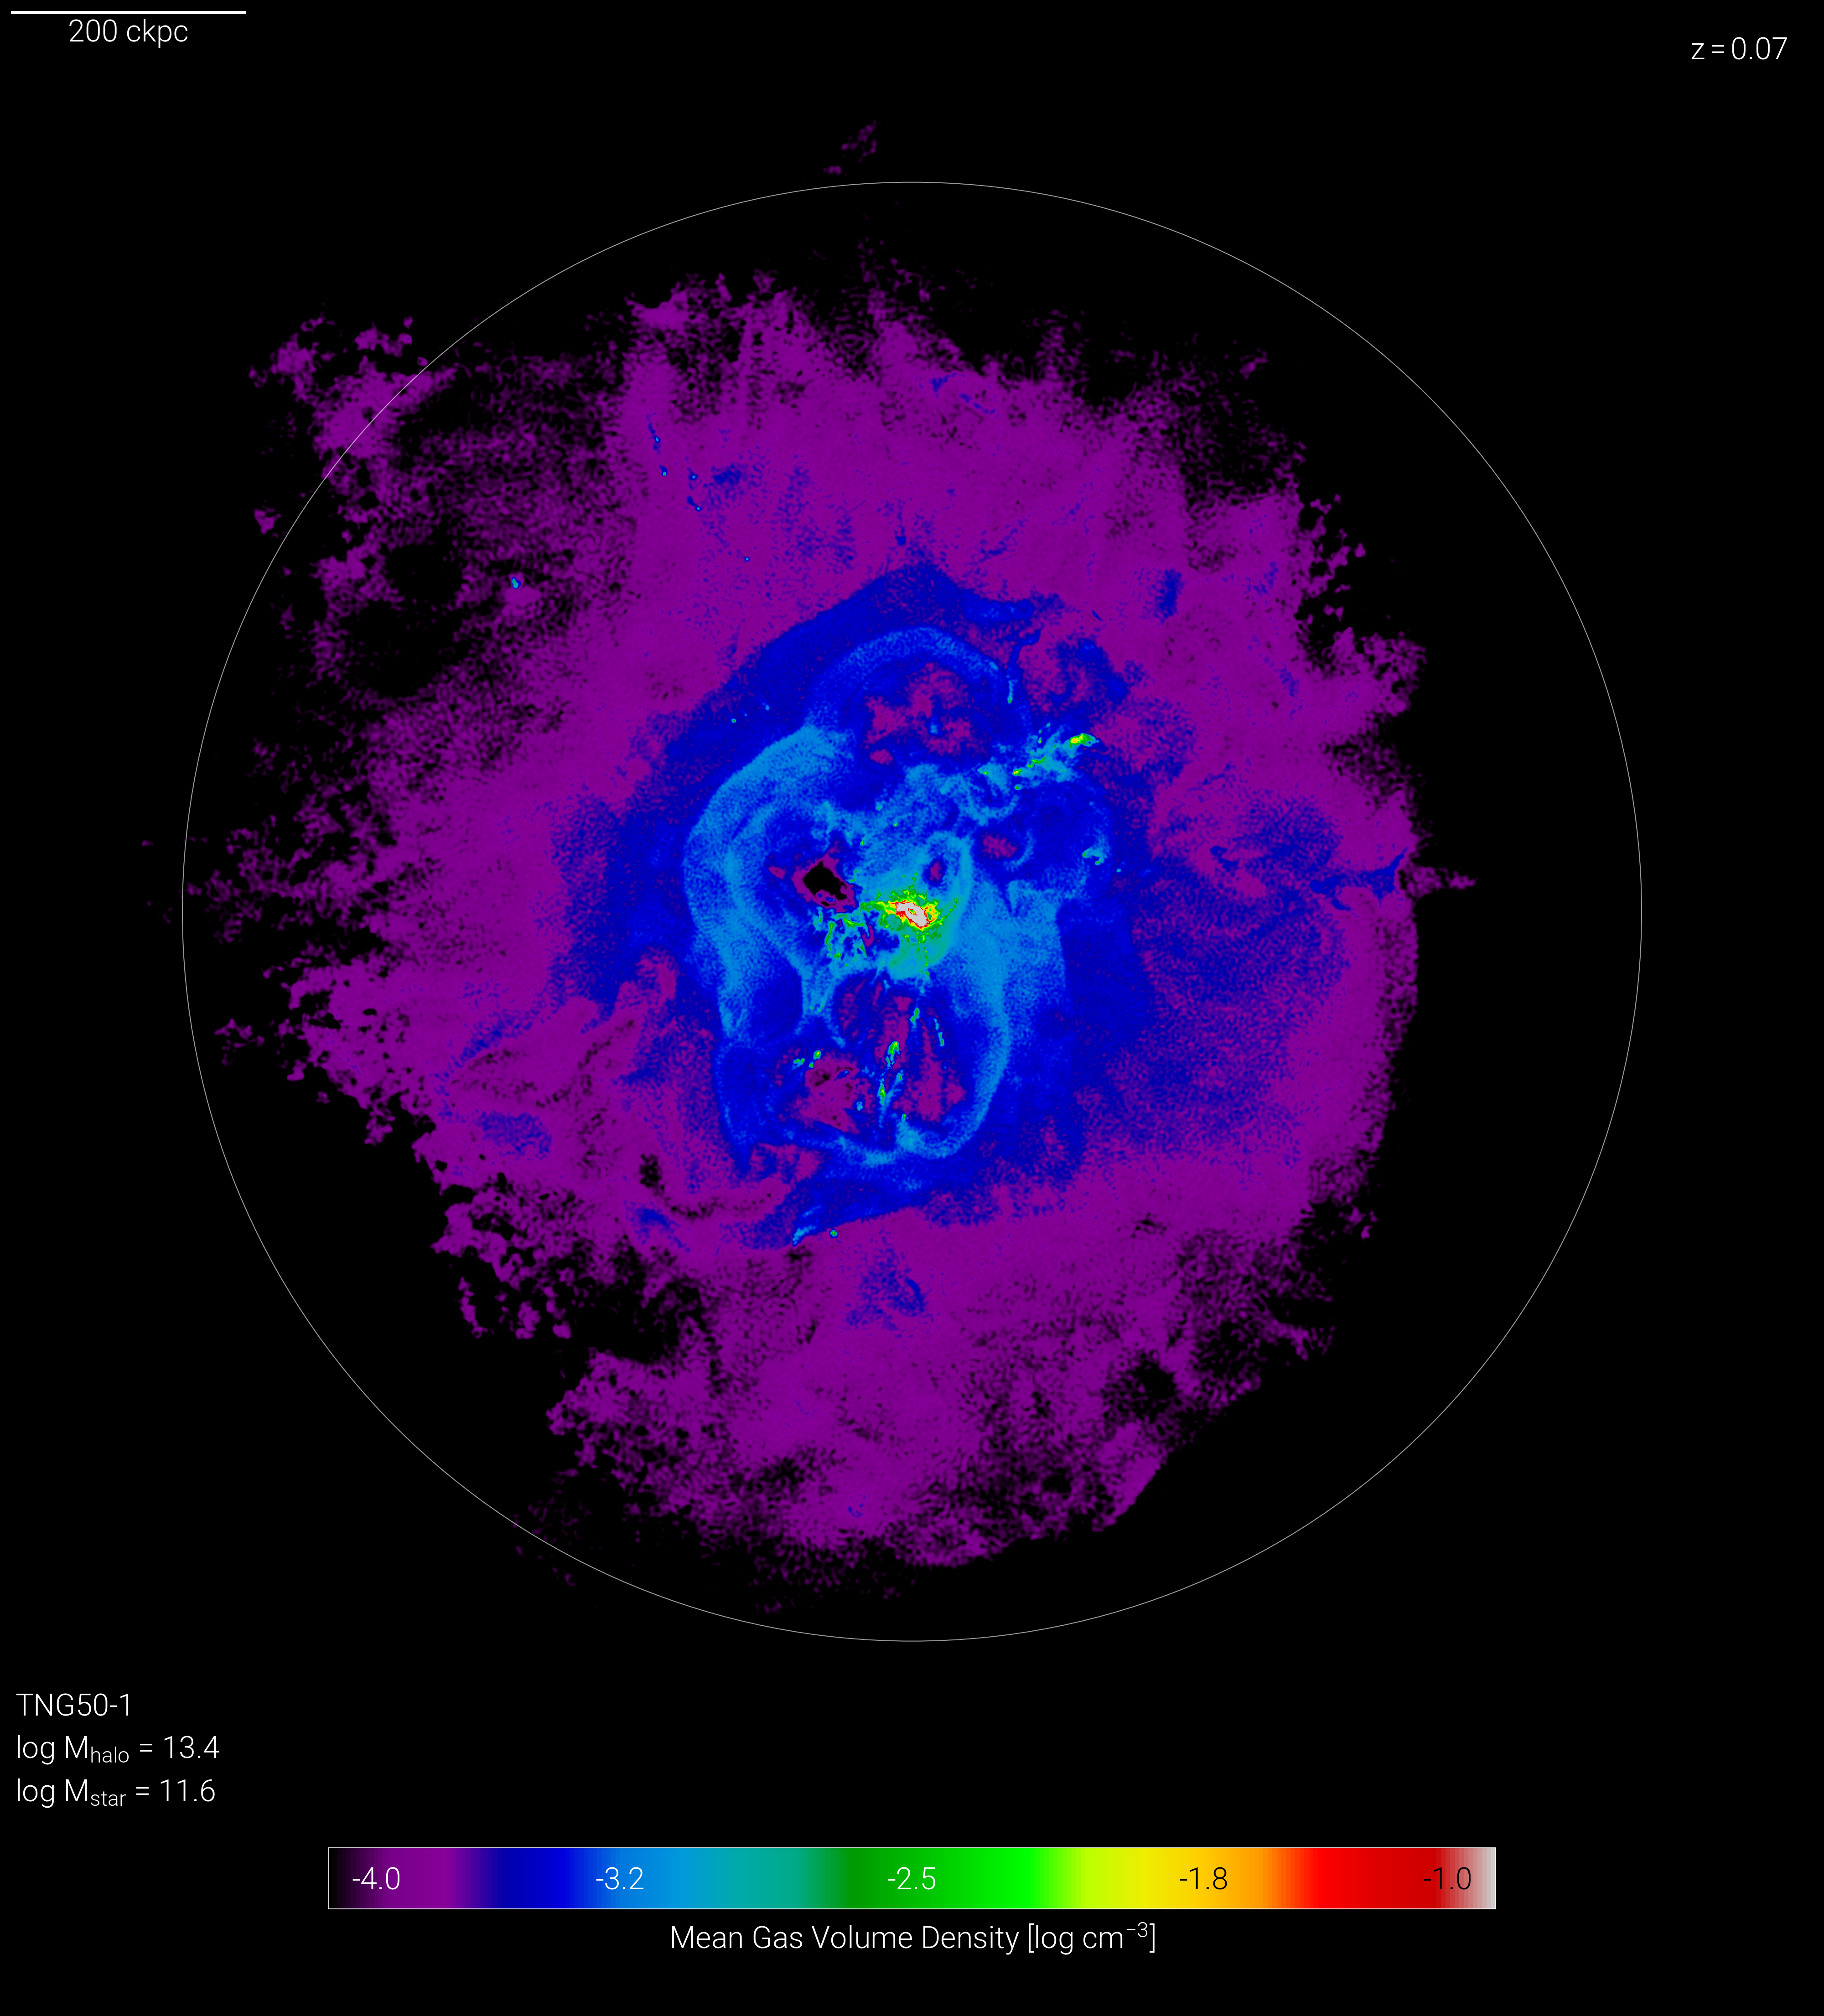 200 ckpc
z = 0.07
TNG50-1
log M_halo = 13.4
log M_star = 11.6
-4.0 -3.2 -2.5 -1.8 -1.0
Mean Gas Volume Density [log cm⁻³]